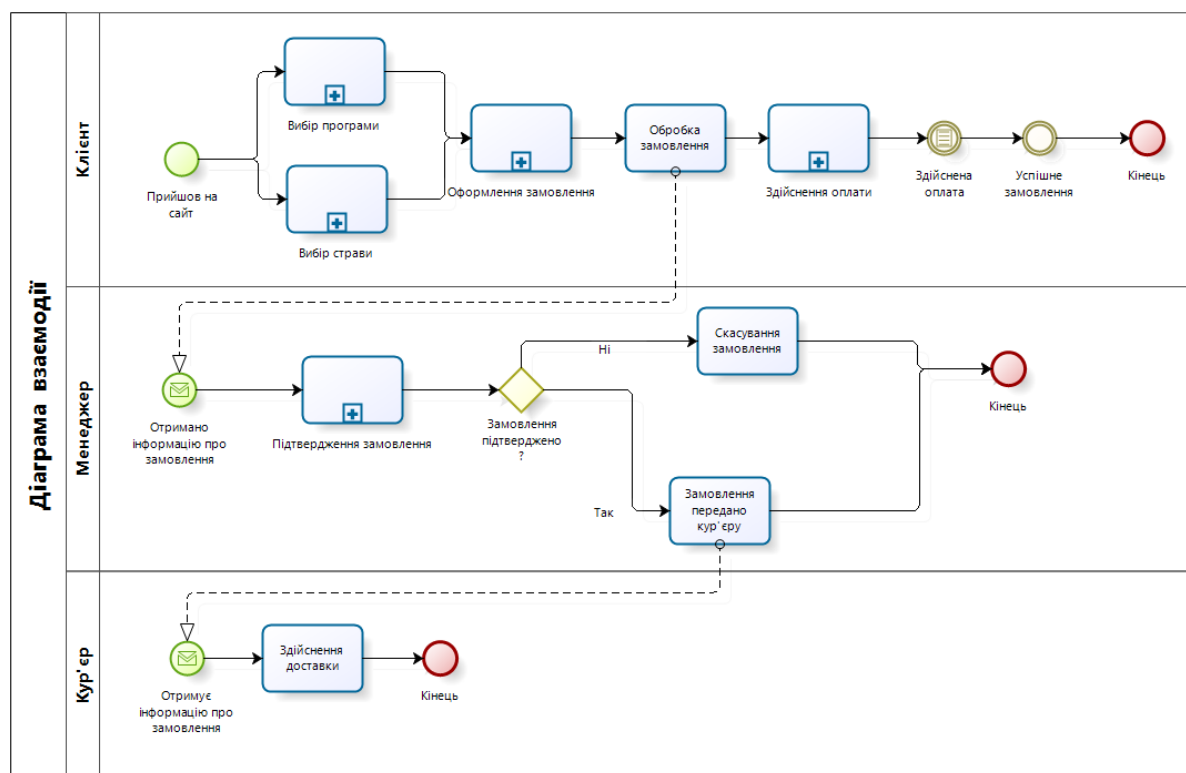 Діаграма взаємодії
Клієнт
Прийшов на
сайт
Вибір програми
Вибір страви
Оформлення замовлення
Обробка
замовлення
Здійснення оплати
Здійснена
оплата
Успішне
замовлення
Кінець
Менеджер
Отримано
інформацію про
замовлення
Підтвердження замовлення
Замовлення
підтверджено
?
Ні
Скасування
замовлення
Так
Замовлення
передано
кур'єру
Кінець
Кур'єр
Отримує
інформацію про
замовлення
Здійснення
доставки
Кінець